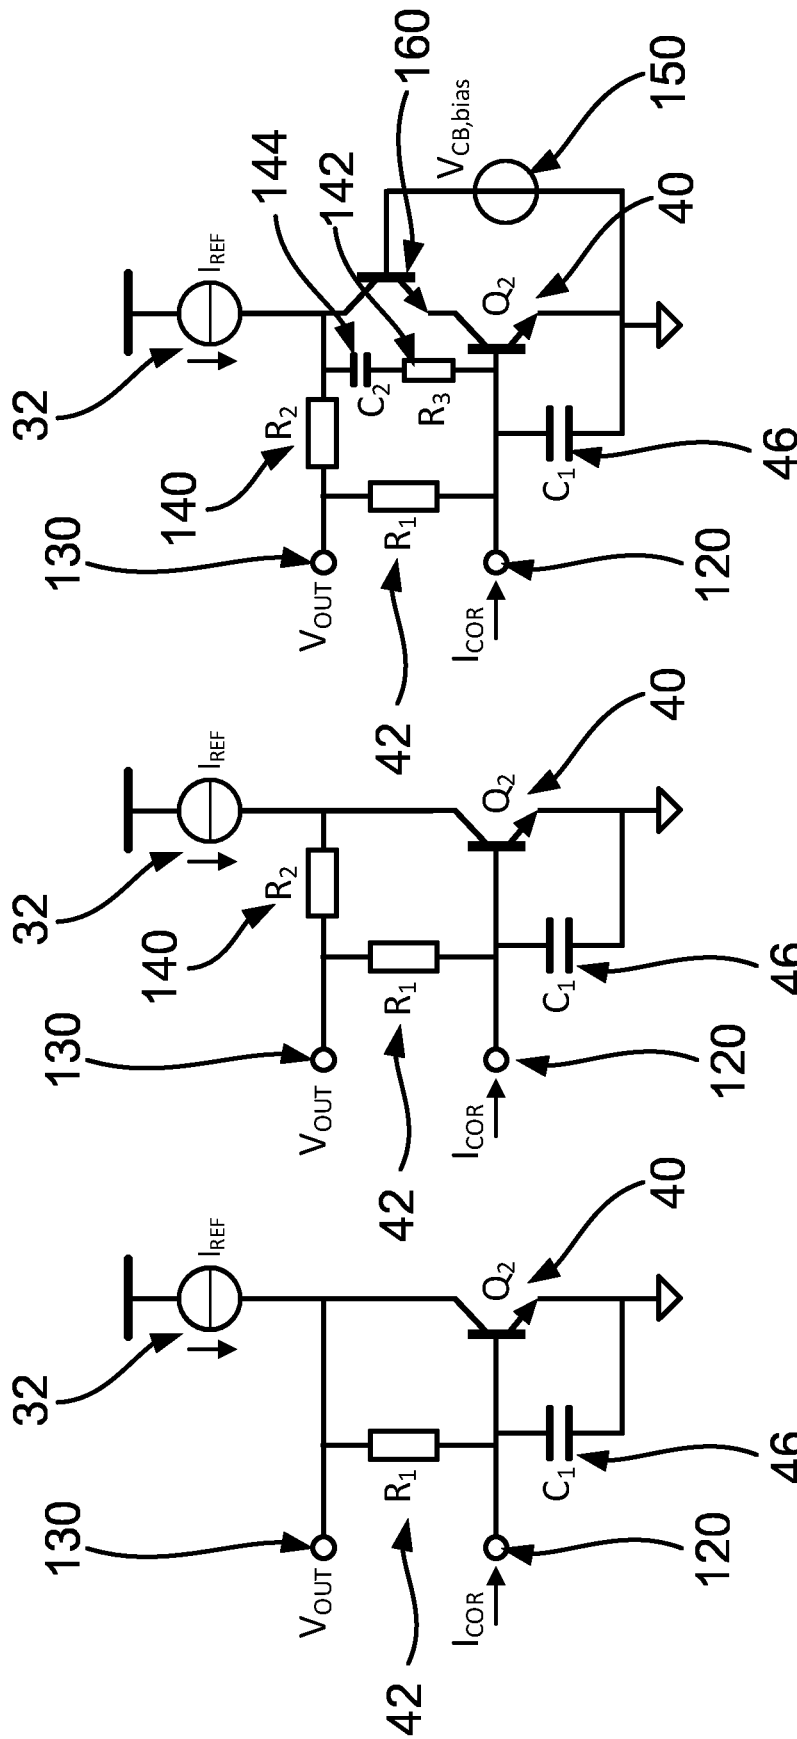 32
I_REF
130
V_OUT
R_1
42
Q_2
40
I_COR
120
C_1
46
32
I_REF
140
R_2
130
V_OUT
R_1
42
Q_2
40
I_COR
120
C_1
46
32
I_REF
144
142
160
140
R_2
C_2
R_3
V_CB,bias
150
130
V_OUT
R_1
42
Q_2
40
I_COR
120
C_1
46